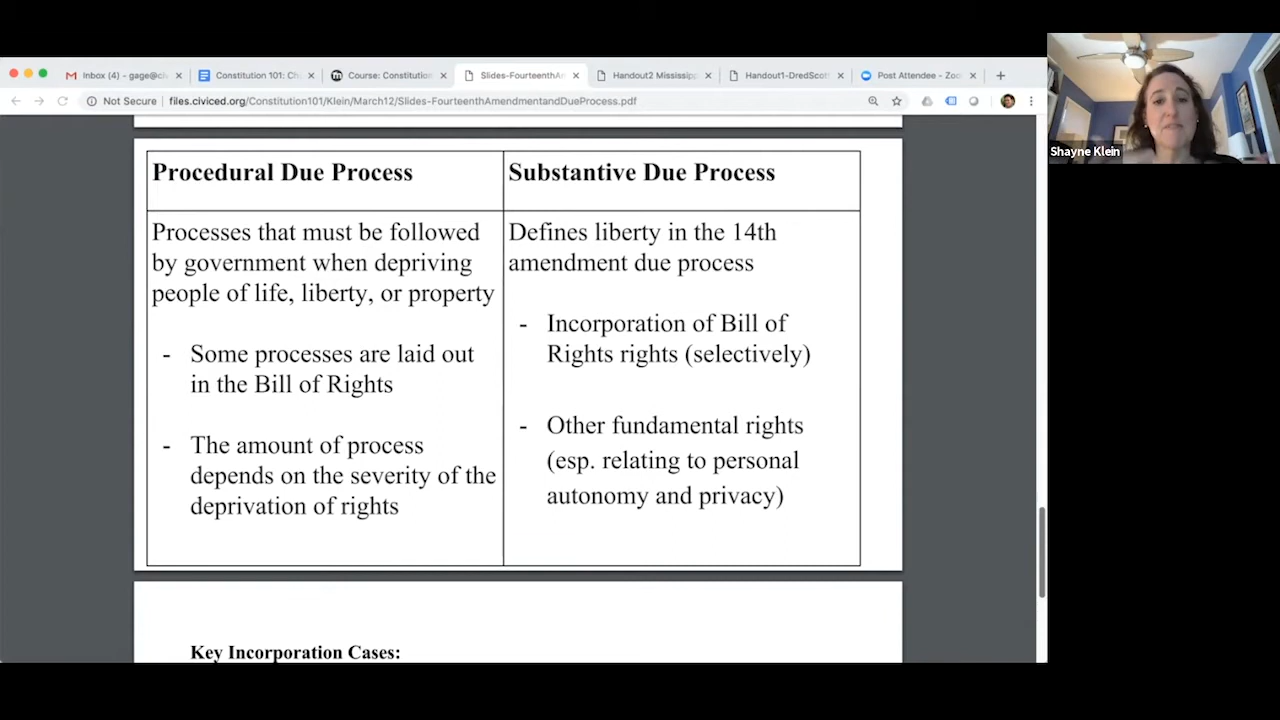 Inbox (4) - gage@ci
Constitution 101: Ch
Course: Constitution
Slides-FourteenthAm
Handout2 Mississipp
Handout1-DredScott
Post Attendee - Zoo
Not Secure
files.civiced.org/Constitution101/Klein/March12/Slides-FourteenthAmendmentandDueProcess.pdf
Shayne Klein
Procedural Due Process
Processes that must be followed
by government when depriving
people of life, liberty, or property
- Some processes are laid out
in the Bill of Rights
- The amount of process
depends on the severity of the
deprivation of rights
Substantive Due Process
Defines liberty in the 14th
amendment due process
- Incorporation of Bill of
Rights rights (selectively)
- Other fundamental rights
(esp. relating to personal
autonomy and privacy)
Key Incorporation Cases: